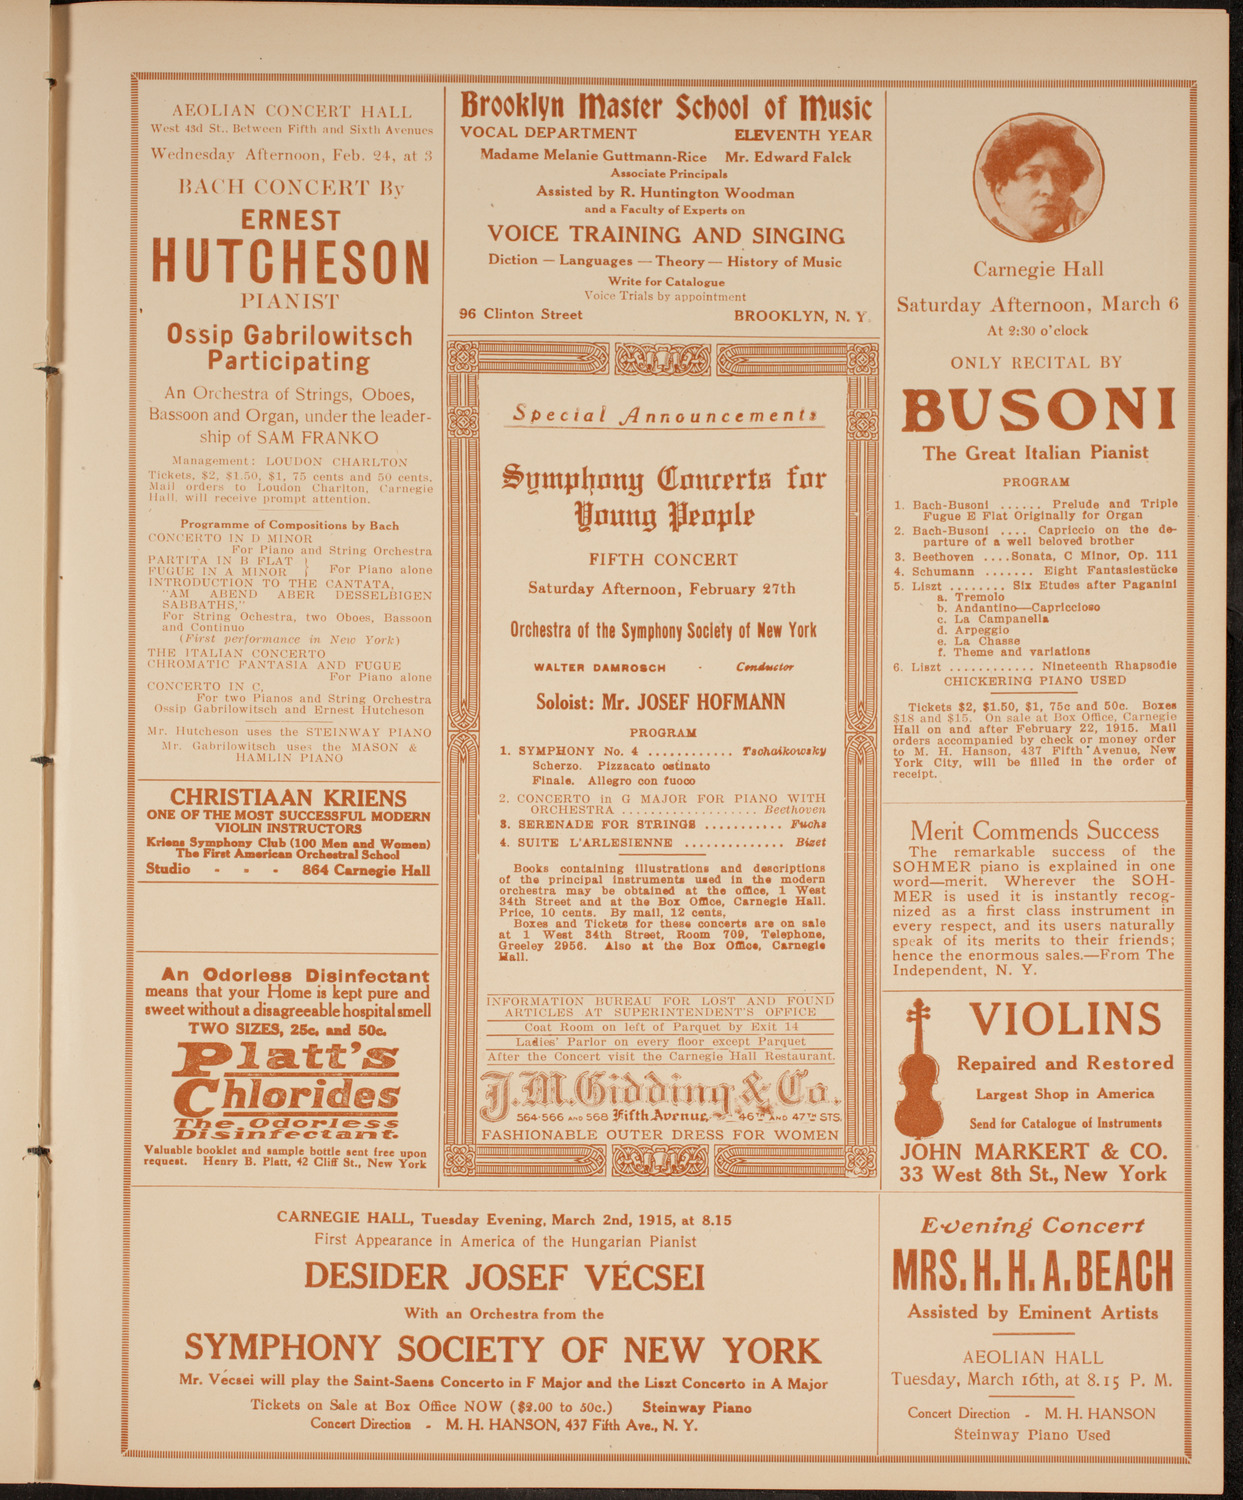 AEOLIAN CONCERT HALL
West 43d St., Between Fifth and Sixth Avenues
Wednesday Afternoon, Feb. 24, at 3
BACH CONCERT By
ERNEST
HUTCHESON
PIANIST
Ossip Gabrilowitsch
Participating
An Orchestra of Strings, Oboes,
Bassoon and Organ, under the leader-
ship of SAM FRANKO
Management: LOUDON CHARLTON
Tickets, $2, $1.50, $1, 75 cents and 50 cents.
Mail orders to Loudon Charlton, Carnegie
Hall, will receive prompt attention.
Programme of Compositions by Bach
CONCERTO IN D MINOR
For Piano and String Orchestra
PARTITA IN B FLAT }
FUGUE IN A MINOR } For Piano alone
INTRODUCTION TO THE CANTATA,
"AM ABEND ABER DESSELBIGEN
SABBATHS,"
For String Ochestra, two Oboes, Bassoon
and Continuo
(First performance in New York)
THE ITALIAN CONCERTO
CHROMATIC FANTASIA AND FUGUE
For Piano alone
CONCERTO IN C,
For two Pianos and String Orchestra
Ossip Gabrilowitsch and Ernest Hutcheson
Mr. Hutcheson uses the STEINWAY PIANO
Mr. Gabrilowitsch uses the MASON &
HAMLIN PIANO
CHRISTIAAN KRIENS
ONE OF THE MOST SUCCESSFUL MODERN
VIOLIN INSTRUCTORS
Kriens Symphony Club (100 Men and Women)
The First American Orchestral School
Studio - - - 864 Carnegie Hall
An Odorless Disinfectant
means that your Home is kept pure and
sweet without a disagreeable hospital smell
TWO SIZES, 25c. and 50c.
Platt's
Chlorides
The Odorless
Disinfectant.
Valuable booklet and sample bottle sent free upon
request. Henry B. Platt, 42 Cliff St., New York
Brooklyn Master School of Music
VOCAL DEPARTMENT ELEVENTH YEAR
Madame Melanie Guttmann-Rice Mr. Edward Falck
Associate Principals
Assisted by R. Huntington Woodman
and a Faculty of Experts on
VOICE TRAINING AND SINGING
Diction — Languages — Theory — History of Music
Write for Catalogue
Voice Trials by appointment
96 Clinton Street BROOKLYN, N. Y.
Special Announcements
Symphony Concerts for
Young People
FIFTH CONCERT
Saturday Afternoon, February 27th
Orchestra of the Symphony Society of New York
WALTER DAMROSCH - Conductor
Soloist: Mr. JOSEF HOFMANN
PROGRAM
1. SYMPHONY No. 4 ............ Tschaikowsky
Scherzo. Pizzacato ostinato
Finale. Allegro con fuoco
2. CONCERTO in G MAJOR FOR PIANO WITH
ORCHESTRA .................. Beethoven
3. SERENADE FOR STRINGS ........... Fuchs
4. SUITE L'ARLESIENNE ............. Bizet
Books containing illustrations and descriptions
of the principal instruments used in the modern
orchestra may be obtained at the office, 1 West
34th Street and at the Box Office, Carnegie Hall.
Price, 10 cents. By mail, 12 cents,
Boxes and Tickets for these concerts are on sale
at 1 West 34th Street, Room 709, Telephone,
Greeley 2956. Also at the Box Office, Carnegie
Hall.
INFORMATION BUREAU FOR LOST AND FOUND
ARTICLES AT SUPERINTENDENT'S OFFICE
Coat Room on left of Parquet by Exit 14
Ladies' Parlor on every floor except Parquet
After the Concert visit the Carnegie Hall Restaurant.
J. M. Gidding & Co.
564-566 AND 568 Fifth Avenue, 46TH AND 47TH STS.
FASHIONABLE OUTER DRESS FOR WOMEN
Carnegie Hall
Saturday Afternoon, March 6
At 2:30 o'clock
ONLY RECITAL BY
BUSONI
The Great Italian Pianist
PROGRAM
1. Bach-Busoni ...... Prelude and Triple
Fugue E Flat Originally for Organ
2. Bach-Busoni .... Capriccio on the de-
parture of a well beloved brother
3. Beethoven ....Sonata, C Minor, Op. 111
4. Schumann ....... Eight Fantasiestücke
5. Liszt ........ Six Etudes after Paganini
a. Tremolo
b. Andantino—Capriccioso
c. La Campanella
d. Arpeggio
e. La Chasse
f. Theme and variations
6. Liszt ............ Nineteenth Rhapsodie
CHICKERING PIANO USED
Tickets $2, $1.50, $1, 75c and 50c. Boxes
$18 and $15. On sale at Box Office, Carnegie
Hall on and after February 22, 1915. Mail
orders accompanied by check or money order
to M. H. Hanson, 437 Fifth Avenue, New
York City, will be filled in the order of
receipt.
Merit Commends Success
The remarkable success of the
SOHMER piano is explained in one
word—merit. Wherever the SOH-
MER is used it is instantly recog-
nized as a first class instrument in
every respect, and its users naturally
speak of its merits to their friends;
hence the enormous sales.—From The
Independent, N. Y.
VIOLINS
Repaired and Restored
Largest Shop in America
Send for Catalogue of Instruments
JOHN MARKERT & CO.
33 West 8th St., New York
CARNEGIE HALL, Tuesday Evening, March 2nd, 1915, at 8.15
First Appearance in America of the Hungarian Pianist
DESIDER JOSEF VÉCSEI
With an Orchestra from the
SYMPHONY SOCIETY OF NEW YORK
Mr. Vécsei will play the Saint-Saens Concerto in F Major and the Liszt Concerto in A Major
Tickets on Sale at Box Office NOW ($2.00 to 50c.) Steinway Piano
Concert Direction - M. H. HANSON, 437 Fifth Ave., N. Y.
Evening Concert
MRS. H. H. A. BEACH
Assisted by Eminent Artists
AEOLIAN HALL
Tuesday, March 16th, at 8.15 P. M.
Concert Direction - M. H. HANSON
Steinway Piano Used